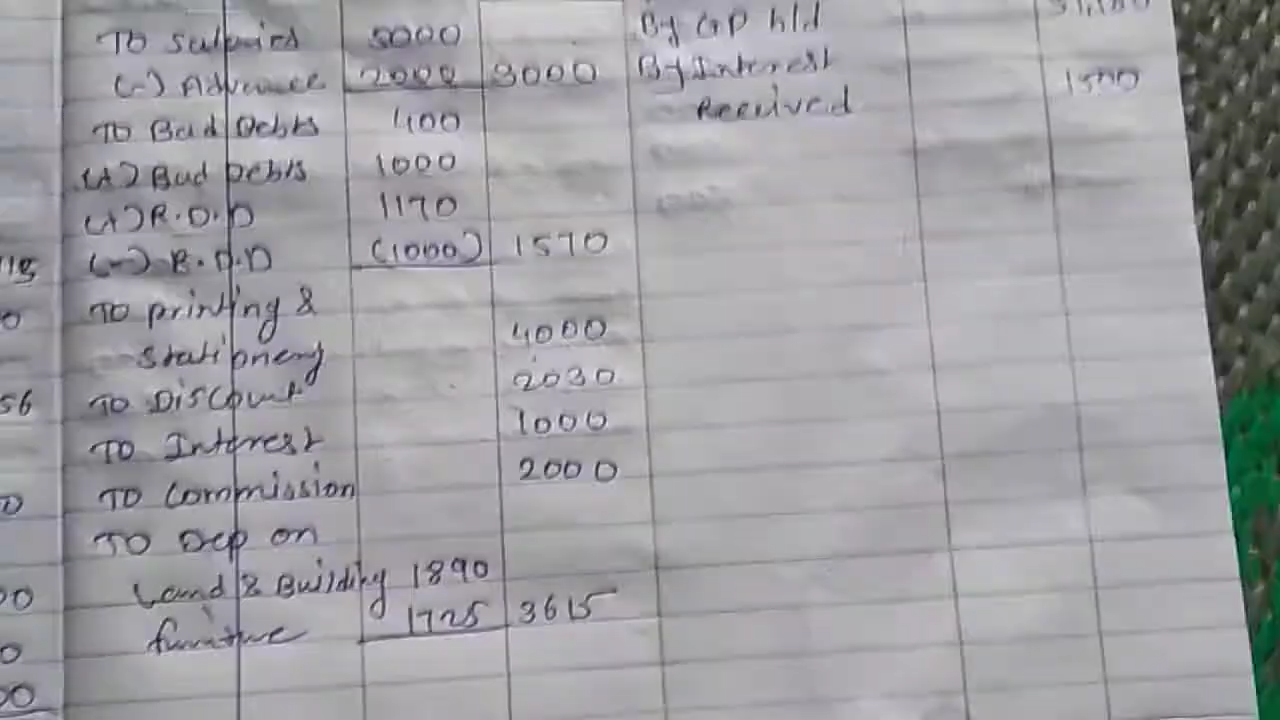 To Salaries 5000 By GP b/d
(-) Advance 2000 3000 By Interest
Received 1500
To Bad Debts 400
(+) Bad Debts 1000
(+) R.D.D 1170
(-) R.D.D (1000) 1570
To printing &
Stationery 4000
To Discount 2030
To Interest 1000
To Commission 2000
To Dep on
Land & Building 1890
furniture 1725 3615